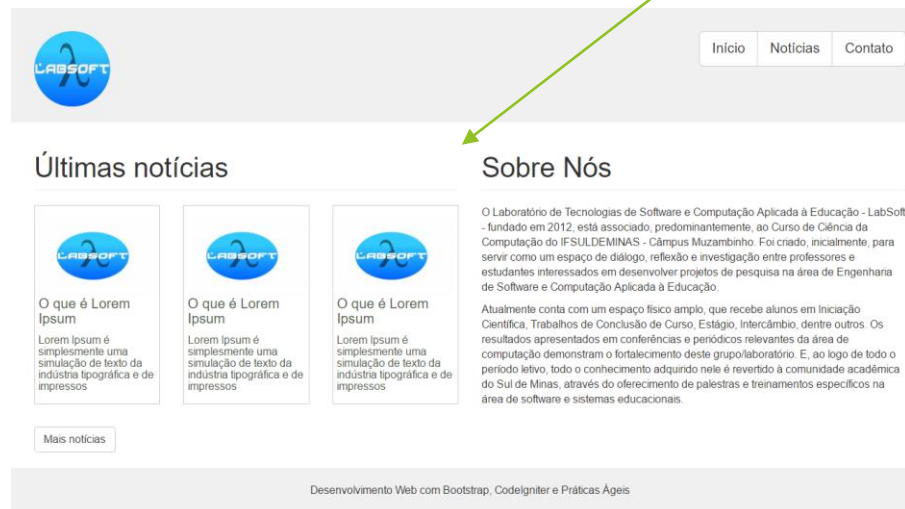 LABSOFT
Início Notícias Contato
Últimas notícias
LABSOFT
O que é Lorem
Ipsum
Lorem Ipsum é
simplesmente uma
simulação de texto da
indústria tipográfica e de
impressos
LABSOFT
O que é Lorem
Ipsum
Lorem Ipsum é
simplesmente uma
simulação de texto da
indústria tipográfica e de
impressos
LABSOFT
O que é Lorem
Ipsum
Lorem Ipsum é
simplesmente uma
simulação de texto da
indústria tipográfica e de
impressos
Mais notícias
Sobre Nós
O Laboratório de Tecnologias de Software e Computação Aplicada à Educação - LabSoft
- fundado em 2012, está associado, predominantemente, ao Curso de Ciência da
Computação do IFSULDEMINAS - Câmpus Muzambinho. Foi criado, inicialmente, para
servir como um espaço de diálogo, reflexão e investigação entre professores e
estudantes interessados em desenvolver projetos de pesquisa na área de Engenharia
de Software e Computação Aplicada à Educação.
Atualmente conta com um espaço físico amplo, que recebe alunos em Iniciação
Científica, Trabalhos de Conclusão de Curso, Estágio, Intercâmbio, dentre outros. Os
resultados apresentados em conferências e periódicos relevantes da área de
computação demonstram o fortalecimento deste grupo/laboratório. E, ao logo de todo o
período letivo, todo o conhecimento adquirido nele é revertido à comunidade acadêmica
do Sul de Minas, através do oferecimento de palestras e treinamentos específicos na
área de software e sistemas educacionais.
Desenvolvimento Web com Bootstrap, CodeIgniter e Práticas Ágeis